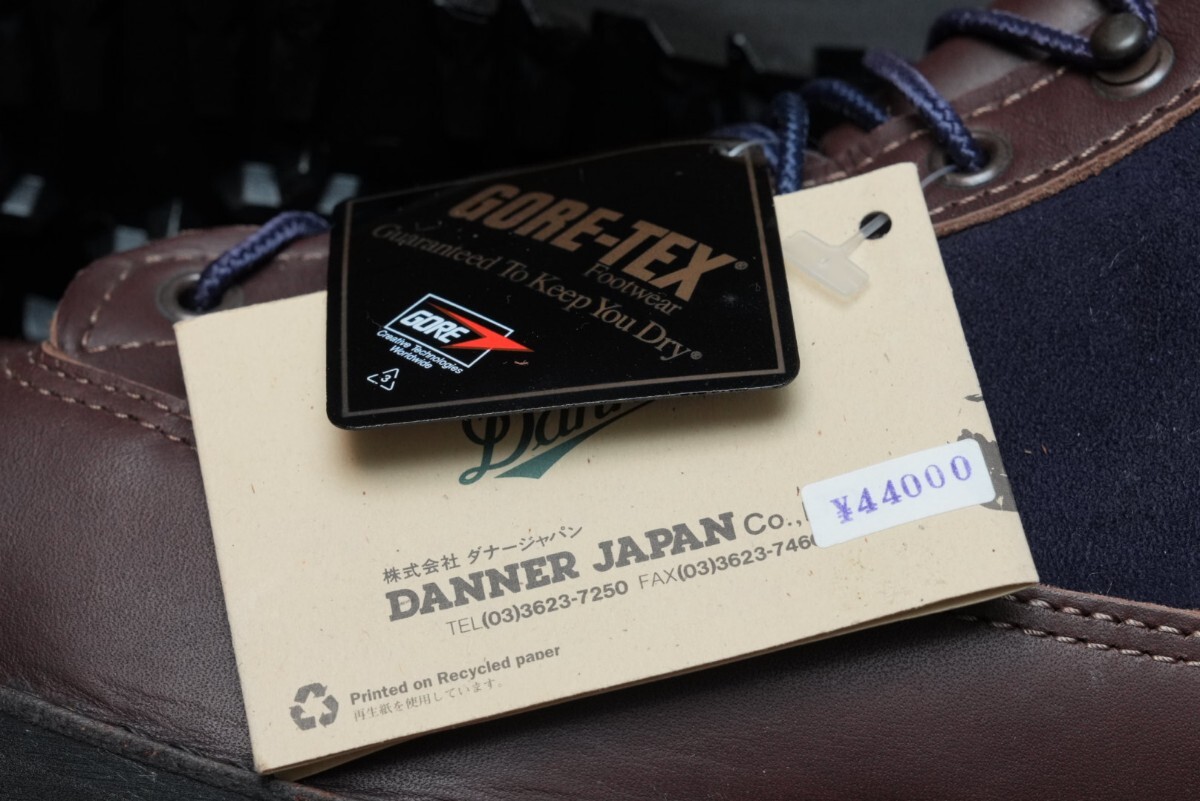 GORE-TEX®
Footwear
Guaranteed To Keep You Dry®
GORE
Creative Technologies
Worldwide
3
¥44000
株式会社 ダナージャパン
DANNER JAPAN Co.,
TEL(03)3623-7250 FAX(03)3623-746
Printed on Recycled paper
再生紙を使用しています。